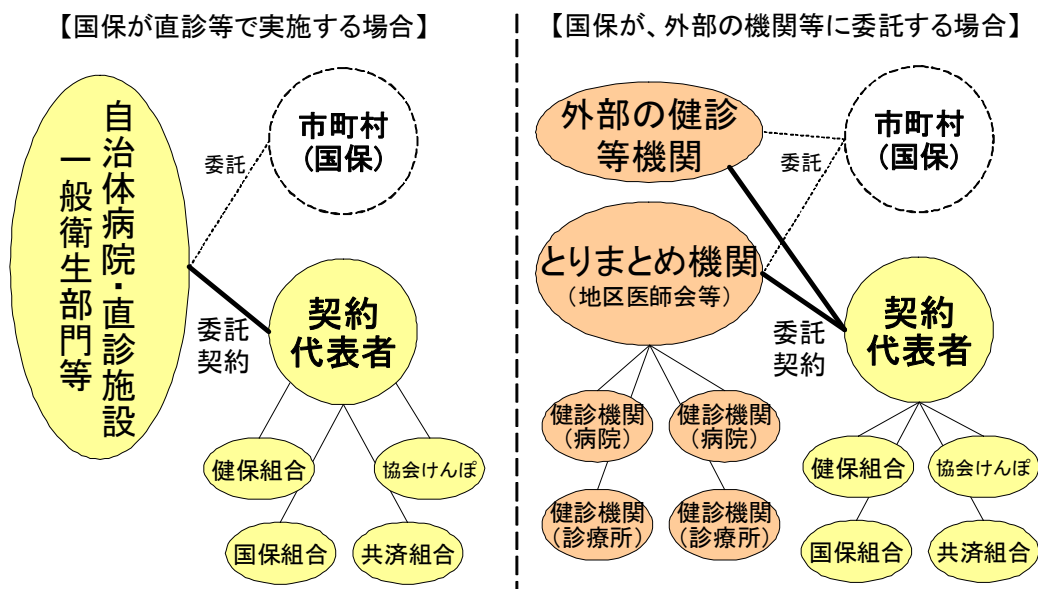 【国保が直診等で実施する場合】
市町村
(国保)
自治体病院・直診施設
一般衛生部門等
委託
契約
代表者
委託
契約
健保組合
協会けんぽ
国保組合
共済組合
【国保が、外部の機関等に委託する場合】
外部の健診
等機関
市町村
(国保)
委託
とりまとめ機関
(地区医師会等)
契約
代表者
委託
契約
健診機関
(病院)
健診機関
(病院)
健診機関
(診療所)
健診機関
(診療所)
健保組合
協会けんぽ
国保組合
共済組合